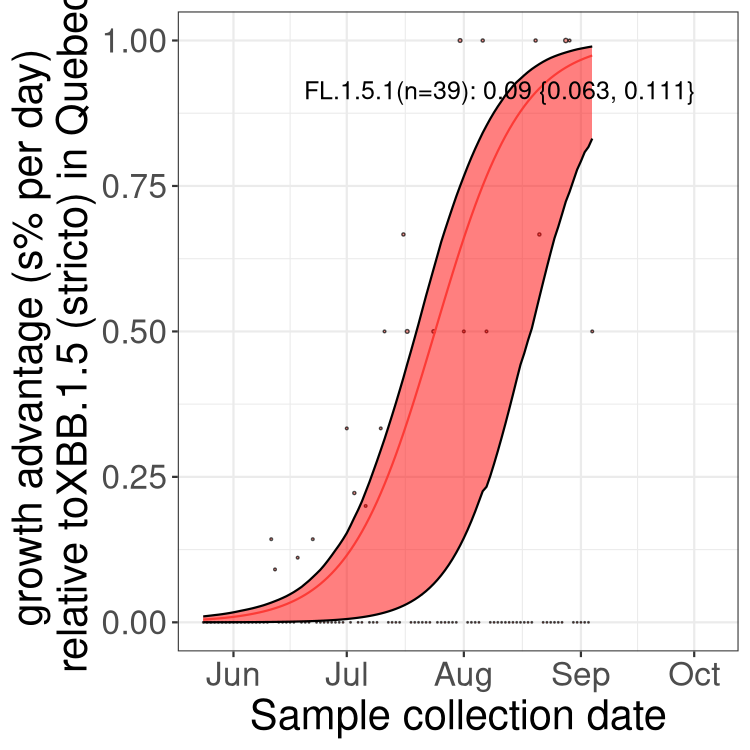 growth advantage (s% per day)
relative toXBB.1.5 (stricto) in Quebec
1.00
0.75
0.50
0.25
0.00
FL.1.5.1(n=39): 0.09 {0.063, 0.111}
Jun Jul Aug Sep Oct
Sample collection date